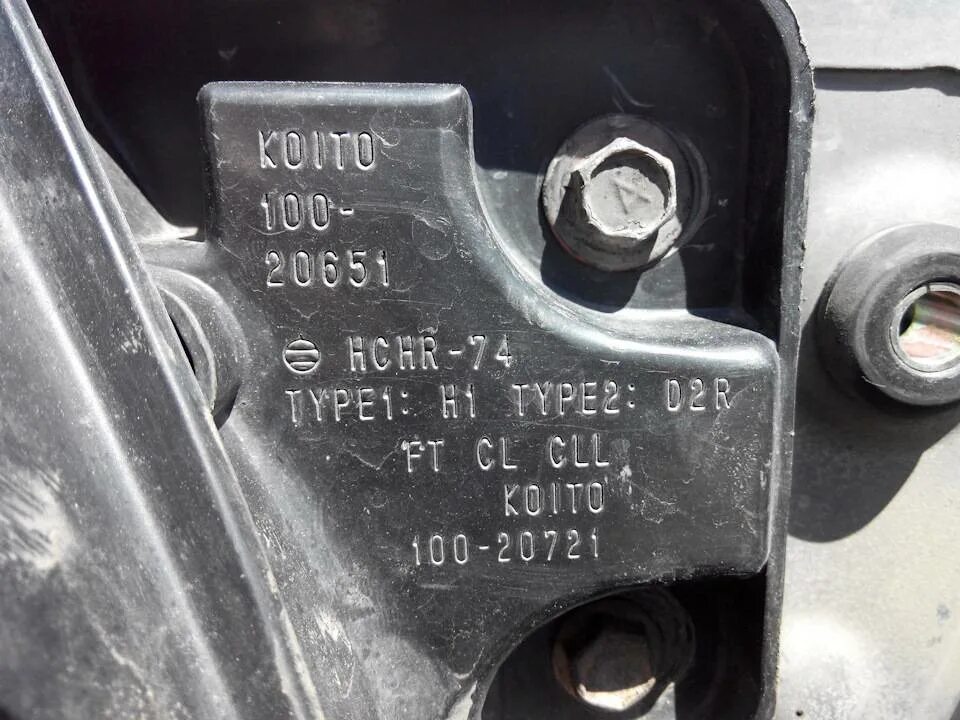 KOITO
100-
20651
HCHR-74
TYPE1: H1 TYPE2: D2R
FT CL CLL
KOITO
100-20721